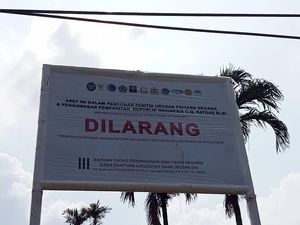 ASET INI DALAM PENYITAAN PANITIA URUSAN PIUTANG NEGARA
& PENGAWASAN PEMERINTAH REPUBLIK INDONESIA C.Q. SATGAS BLBI
DILARANG
SATUAN TUGAS PENANGANAN HAK TAGIH NEGARA
DANA BANTUAN LIKUIDITAS BANK INDONESIA